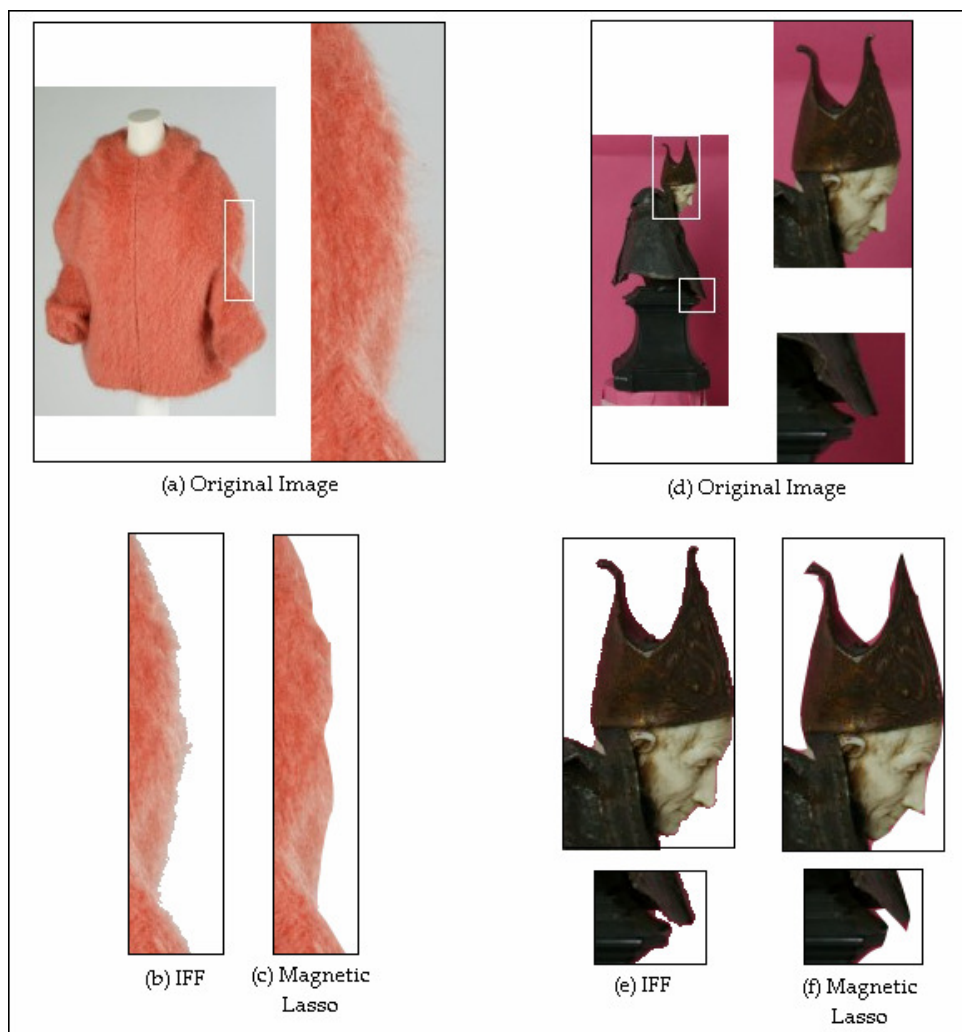 (a) Original Image
(d) Original Image
(b) IFF
(c) Magnetic
Lasso
(e) IFF
(f) Magnetic
Lasso